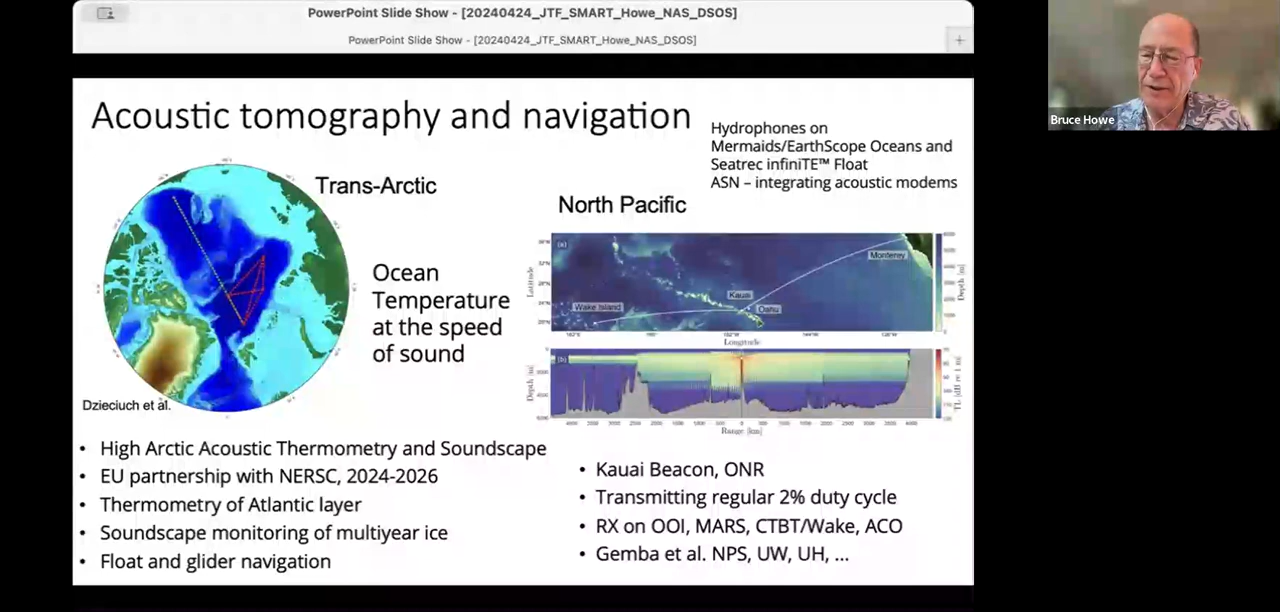 PowerPoint Slide Show - [20240424_JTF_SMART_Howe_NAS_DSOS]
PowerPoint Slide Show - [20240424_JTF_SMART_Howe_NAS_DSOS]
+
Bruce Howe
Acoustic tomography and navigation
Hydrophones on
Mermaids/EarthScope Oceans and
Seatrec infiniTE™ Float
ASN – integrating acoustic modems
Trans-Arctic
Ocean
Temperature
at the speed
of sound
Dzieciuch et al.
North Pacific
(a)
Monterey
Kauai
Oahu
Wake Island
Latitude
Longitude
Depth [m]
(b)
Depth [m]
Range [km]
TL [dB re 1 m]
• High Arctic Acoustic Thermometry and Soundscape
• EU partnership with NERSC, 2024-2026
• Thermometry of Atlantic layer
• Soundscape monitoring of multiyear ice
• Float and glider navigation
• Kauai Beacon, ONR
• Transmitting regular 2% duty cycle
• RX on OOI, MARS, CTBT/Wake, ACO
• Gemba et al. NPS, UW, UH, ...